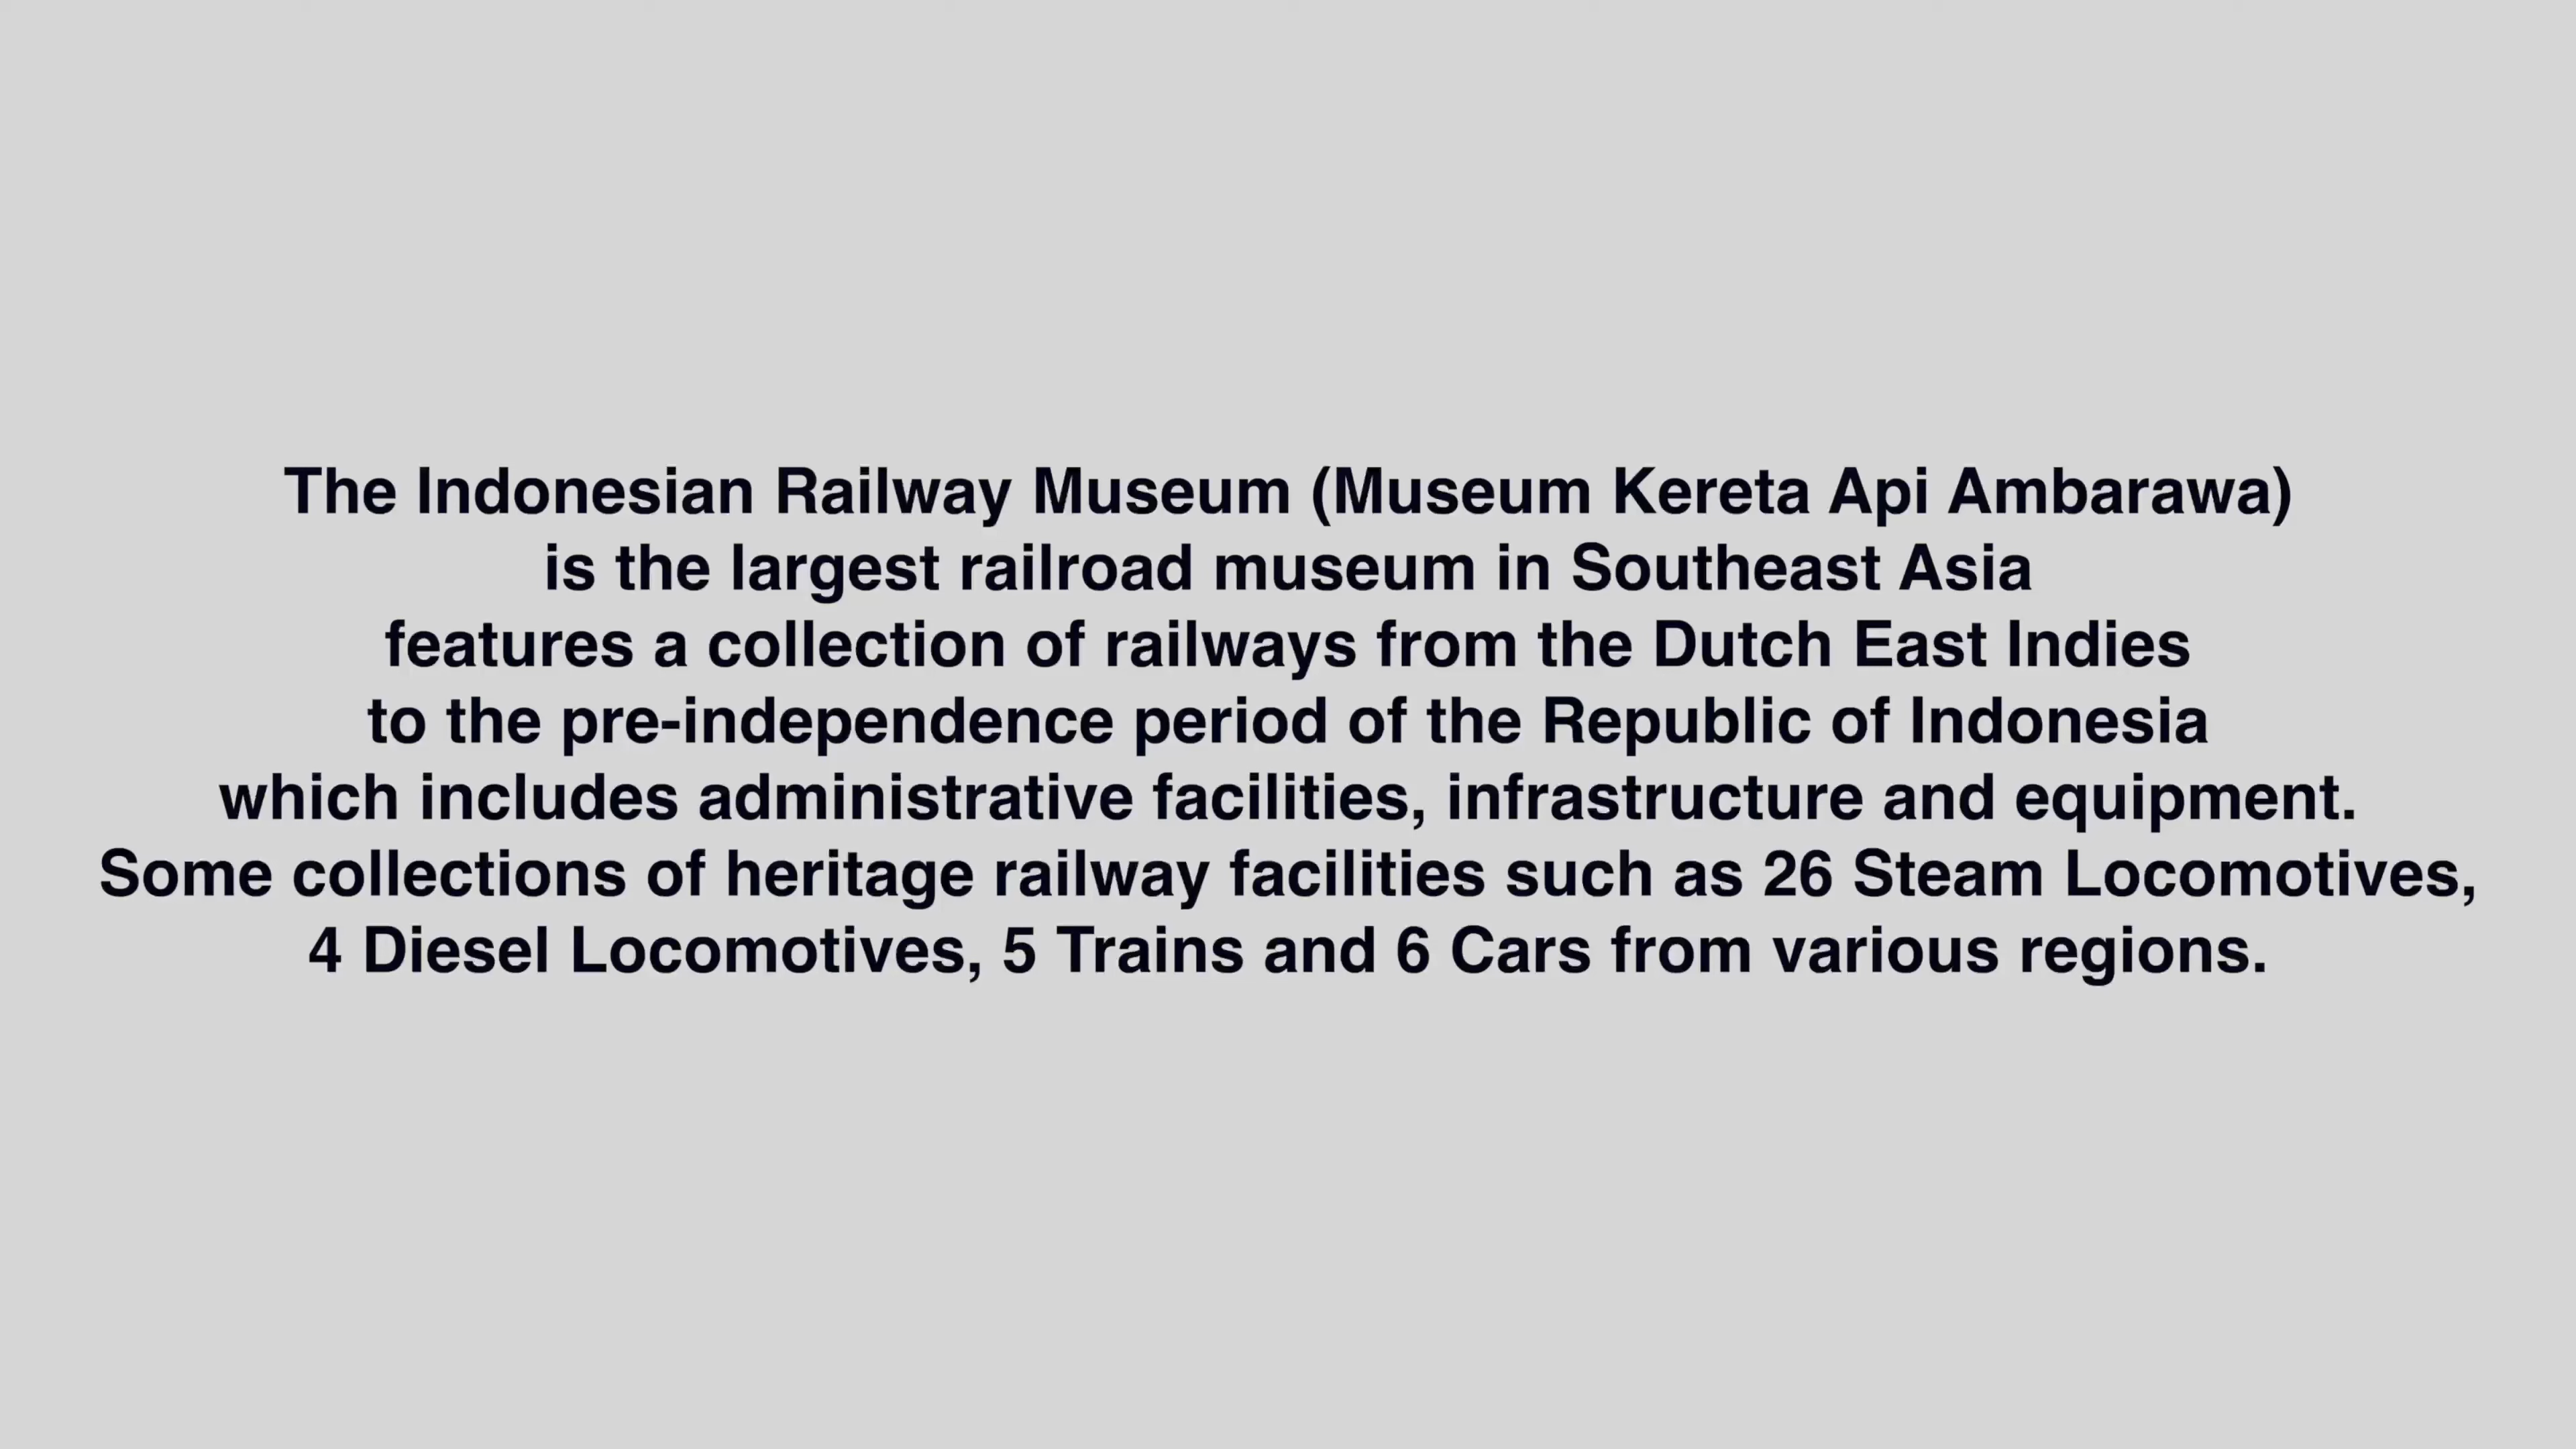 The Indonesian Railway Museum (Museum Kereta Api Ambarawa)
is the largest railroad museum in Southeast Asia
features a collection of railways from the Dutch East Indies
to the pre-independence period of the Republic of Indonesia
which includes administrative facilities, infrastructure and equipment.
Some collections of heritage railway facilities such as 26 Steam Locomotives,
4 Diesel Locomotives, 5 Trains and 6 Cars from various regions.